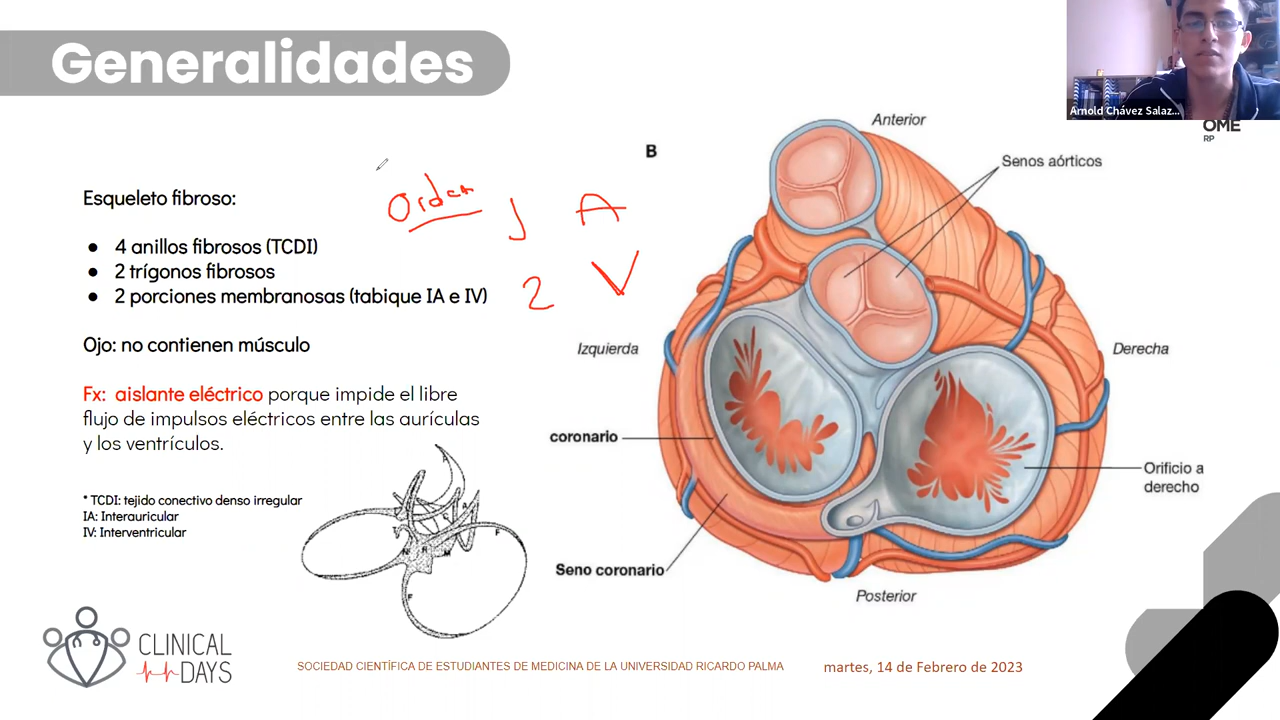 Generalidades
Arnold Chávez Salaz...
OME
RP
Esqueleto fibroso:
● 4 anillos fibrosos (TCDI)
● 2 trígonos fibrosos
● 2 porciones membranosas (tabique IA e IV)
Ojo: no contienen músculo
Fx: aislante eléctrico porque impide el libre
flujo de impulsos eléctricos entre las aurículas
y los ventrículos.
* TCDI: tejido conectivo denso irregular
IA: Interauricular
IV: Interventricular
Orden
1 A
2 V
B
Anterior
Senos aórticos
Izquierda
Derecha
coronario
Orificio a
derecho
Seno coronario
Posterior
CLINICAL
DAYS
SOCIEDAD CIENTÍFICA DE ESTUDIANTES DE MEDICINA DE LA UNIVERSIDAD RICARDO PALMA
martes, 14 de Febrero de 2023